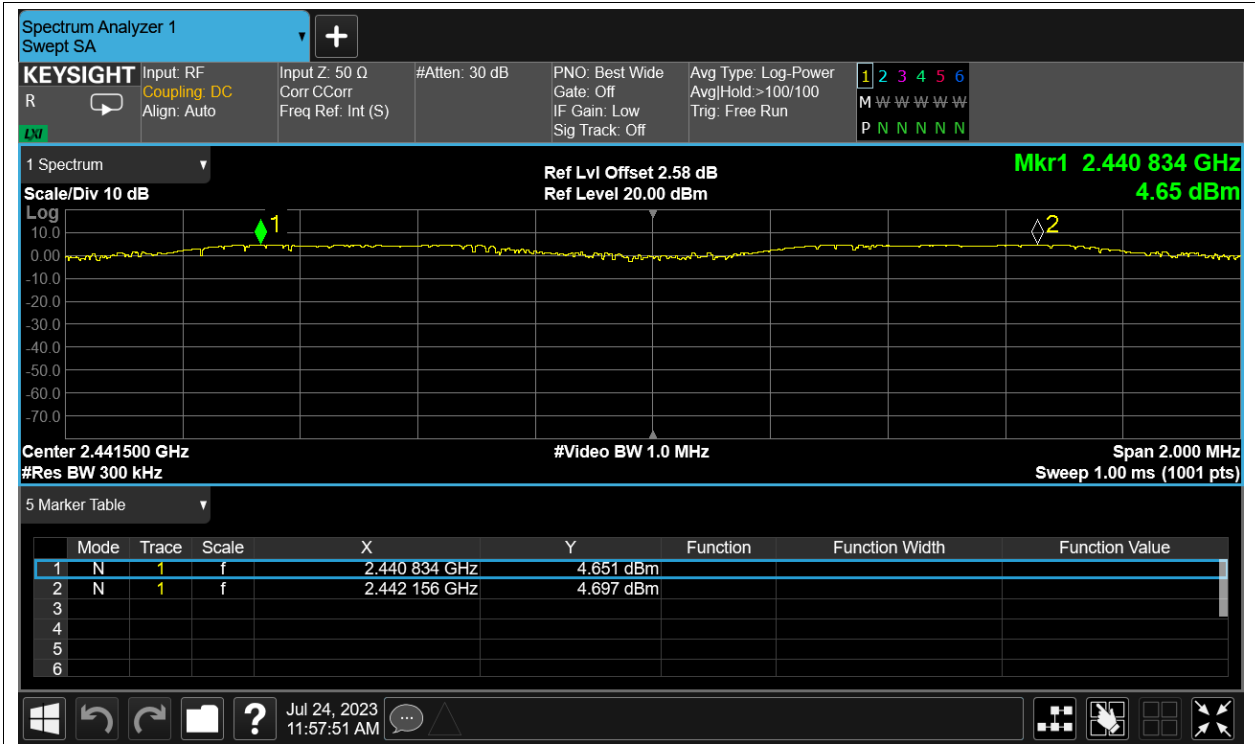 Spectrum Analyzer 1
Swept SA
+
KEYSIGHT Input: RF Input Z: 50 Ω #Atten: 30 dB PNO: Best Wide Avg Type: Log-Power 1 2 3 4 5 6
R Coupling: DC Corr CCorr Gate: Off Avg|Hold:>100/100 M W W W W W
Align: Auto Freq Ref: Int (S) IF Gain: Low Trig: Free Run
LXI Sig Track: Off P N N N N N
1 Spectrum Ref Lvl Offset 2.58 dB Mkr1 2.440 834 GHz
Scale/Div 10 dB Ref Level 20.00 dBm 4.65 dBm
Log
1 2
10.0
0.00
-10.0
-20.0
-30.0
-40.0
-50.0
-60.0
-70.0
Center 2.441500 GHz #Video BW 1.0 MHz Span 2.000 MHz
#Res BW 300 kHz Sweep 1.00 ms (1001 pts)
5 Marker Table
Mode Trace Scale X Y Function Function Width Function Value
1 N 1 f 2.440 834 GHz 4.651 dBm
2 N 1 f 2.442 156 GHz 4.697 dBm
3
4
5
6
? Jul 24, 2023
11:57:51 AM